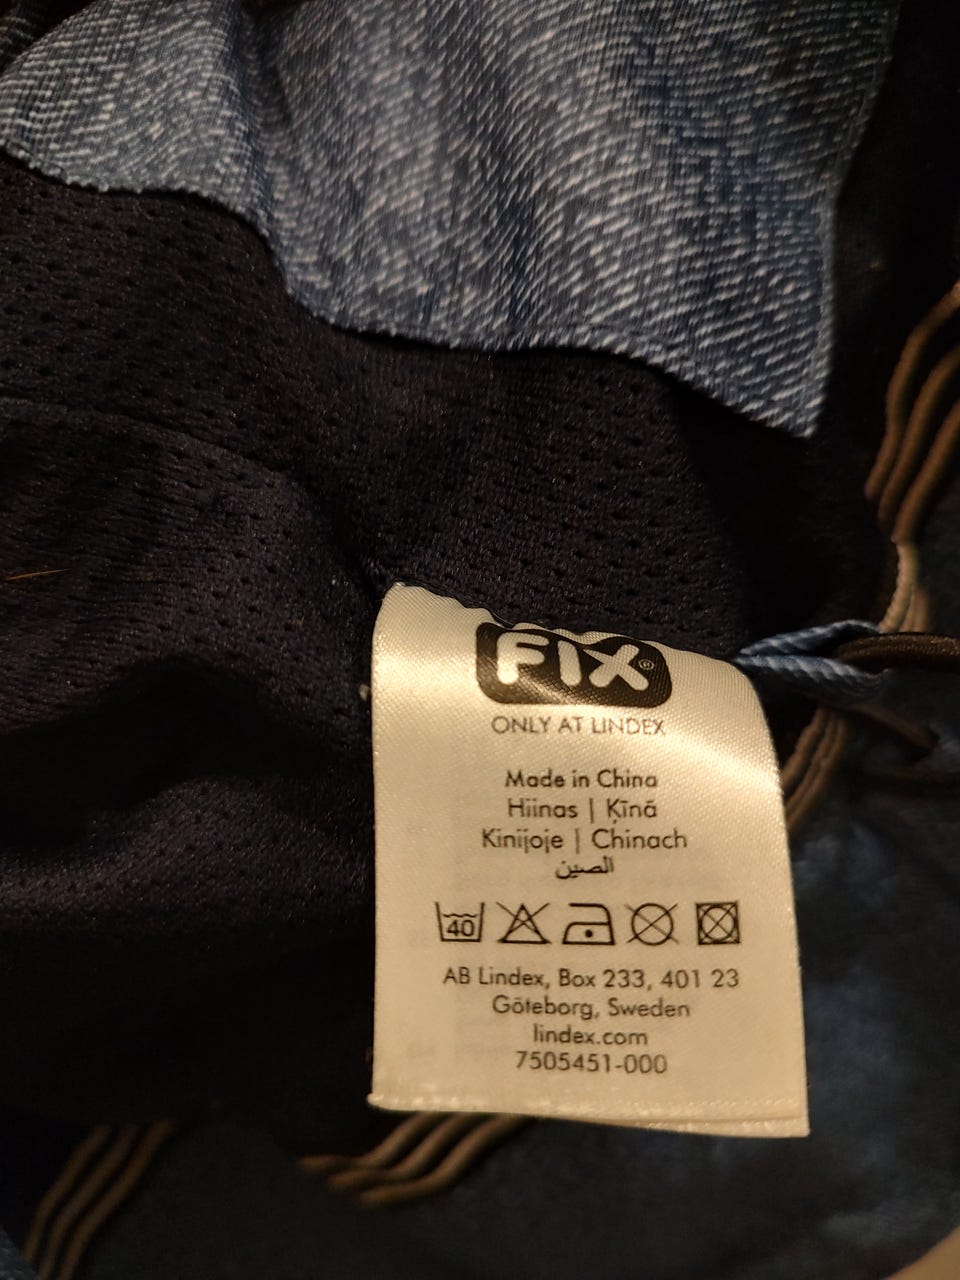 FIX®
ONLY AT LINDEX
Made in China
Hiinas | Ķīnā
Kinijoje | Chinach
الصين
40
AB Lindex, Box 233, 401 23
Göteborg, Sweden
lindex.com
7505451-000